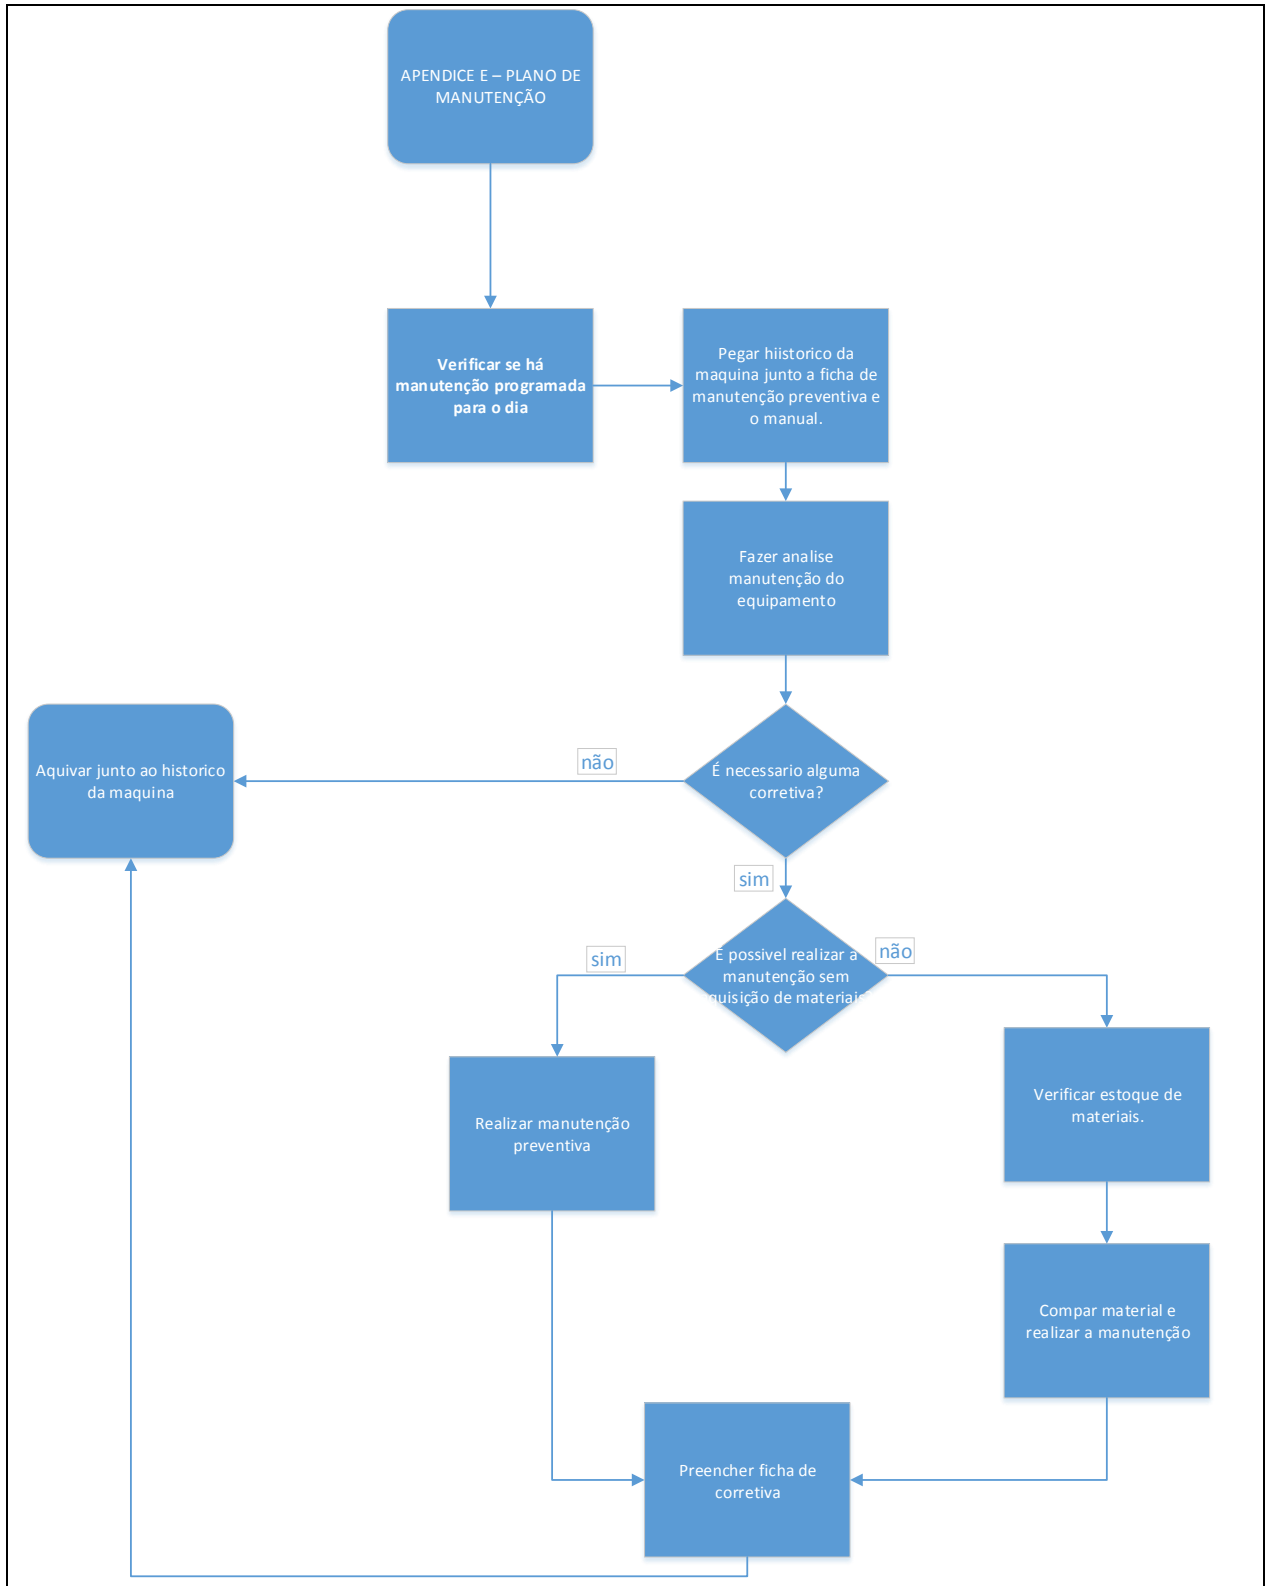 APENDICE E – PLANO DE
MANUTENÇÃO
Verificar se há
manutenção programada
para o dia
Pegar hiistorico da
maquina junto a ficha de
manutenção preventiva e
o manual.
Fazer analise
manutenção do
equipamento
Aquivar junto ao historico
da maquina
não
É necessario alguma
corretiva?
sim
sim
É possivel realizar a
manutenção sem
quisição de materiais
não
Realizar manutenção
preventiva
Verificar estoque de
materiais.
Compar material e
realizar a manutenção
Preencher ficha de
corretiva